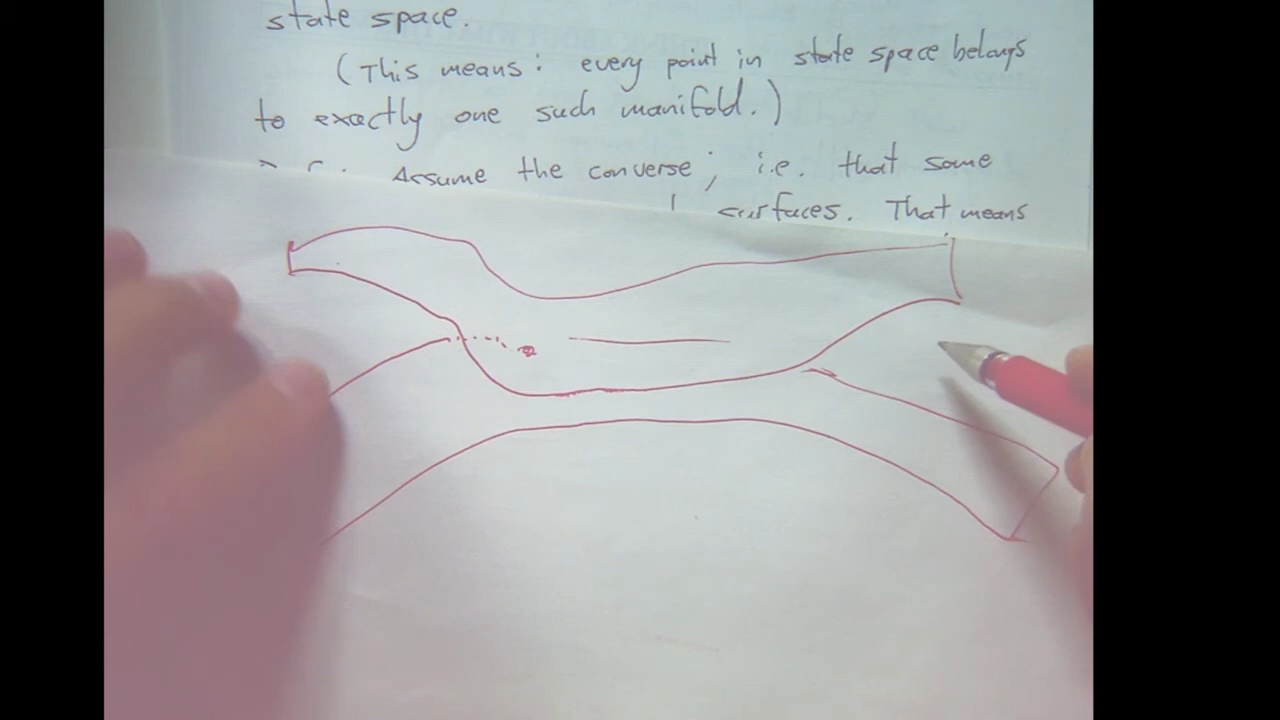 state space.
(This means: every point in state space belongs
to exactly one such manifold.)
Assume the converse; i.e. that some
surfaces. That means